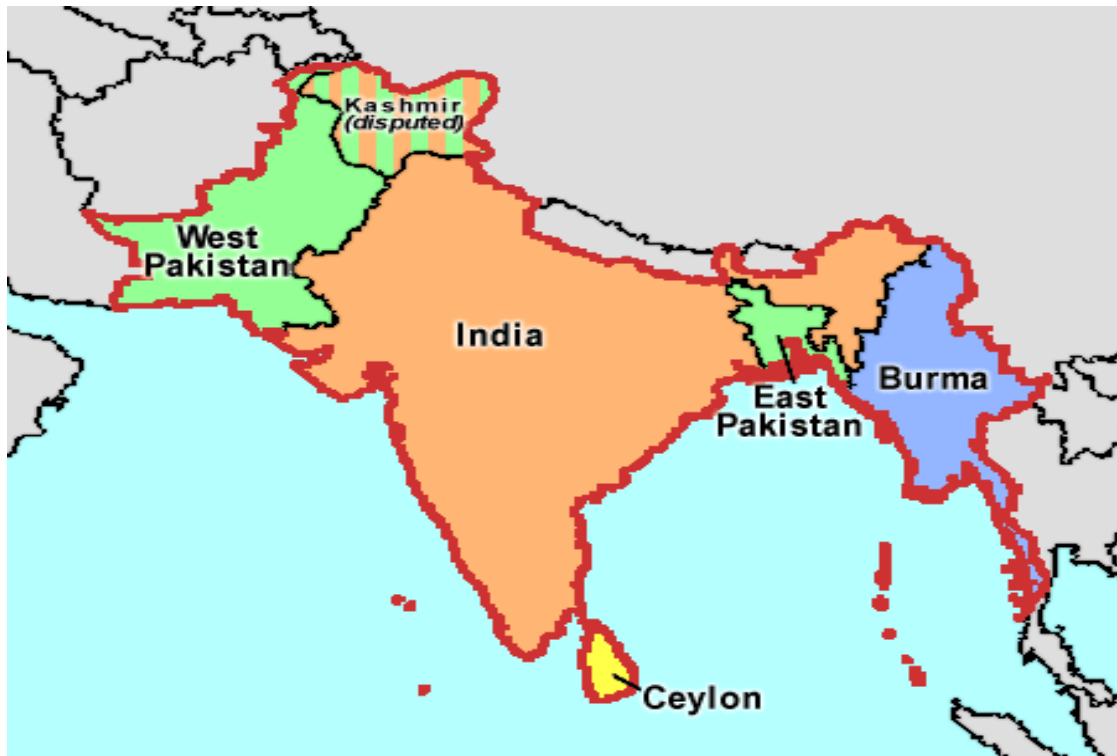 Kashmir
(disputed)
West
Pakistan
India
East
Pakistan
Burma
Ceylon